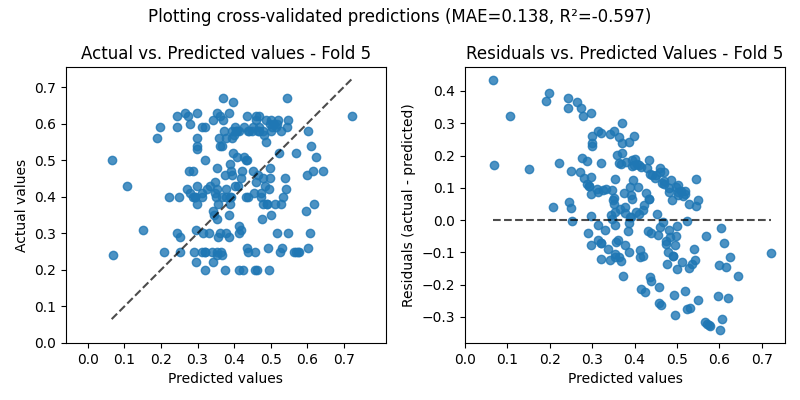 Plotting cross-validated predictions (MAE=0.138, R²=-0.597)
Actual vs. Predicted values - Fold 5
Actual values
0.7
0.6
0.5
0.4
0.3
0.2
0.1
0.0
0.0 0.1 0.2 0.3 0.4 0.5 0.6 0.7
Predicted values
Residuals vs. Predicted Values - Fold 5
Residuals (actual - predicted)
0.4
0.3
0.2
0.1
0.0
−0.1
−0.2
−0.3
0.0 0.1 0.2 0.3 0.4 0.5 0.6 0.7
Predicted values